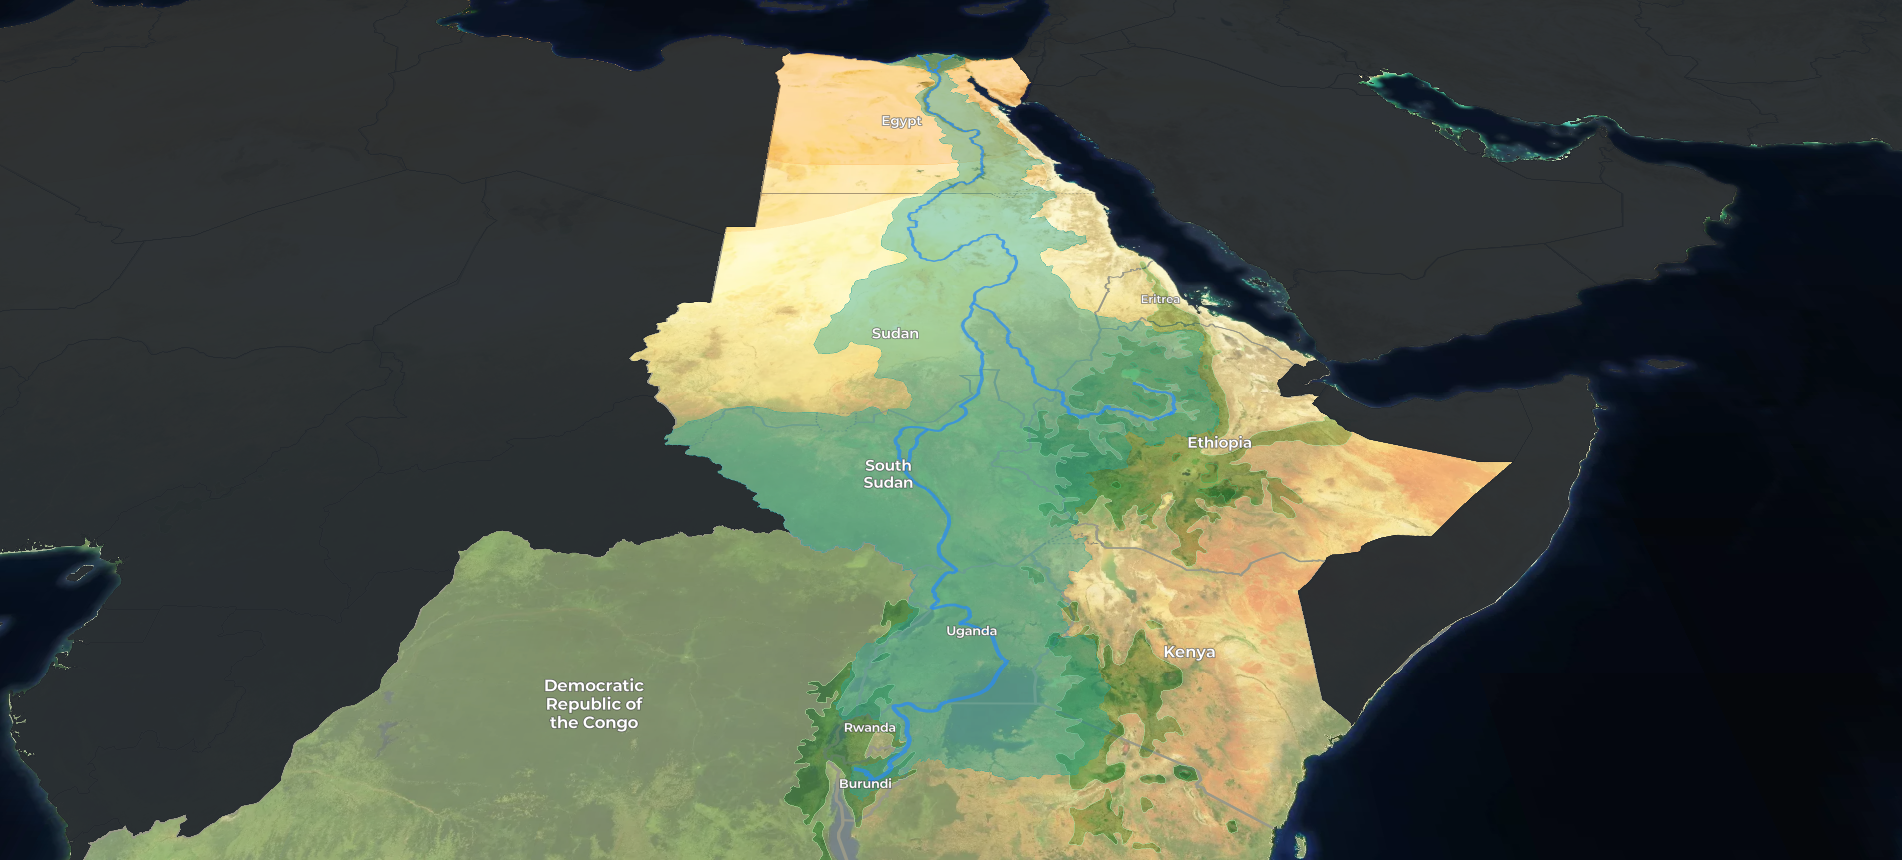 Egypt
Eritrea
Sudan
Ethiopia
South
Sudan
Uganda
Kenya
Democratic
Republic of
the Congo
Rwanda
Burundi